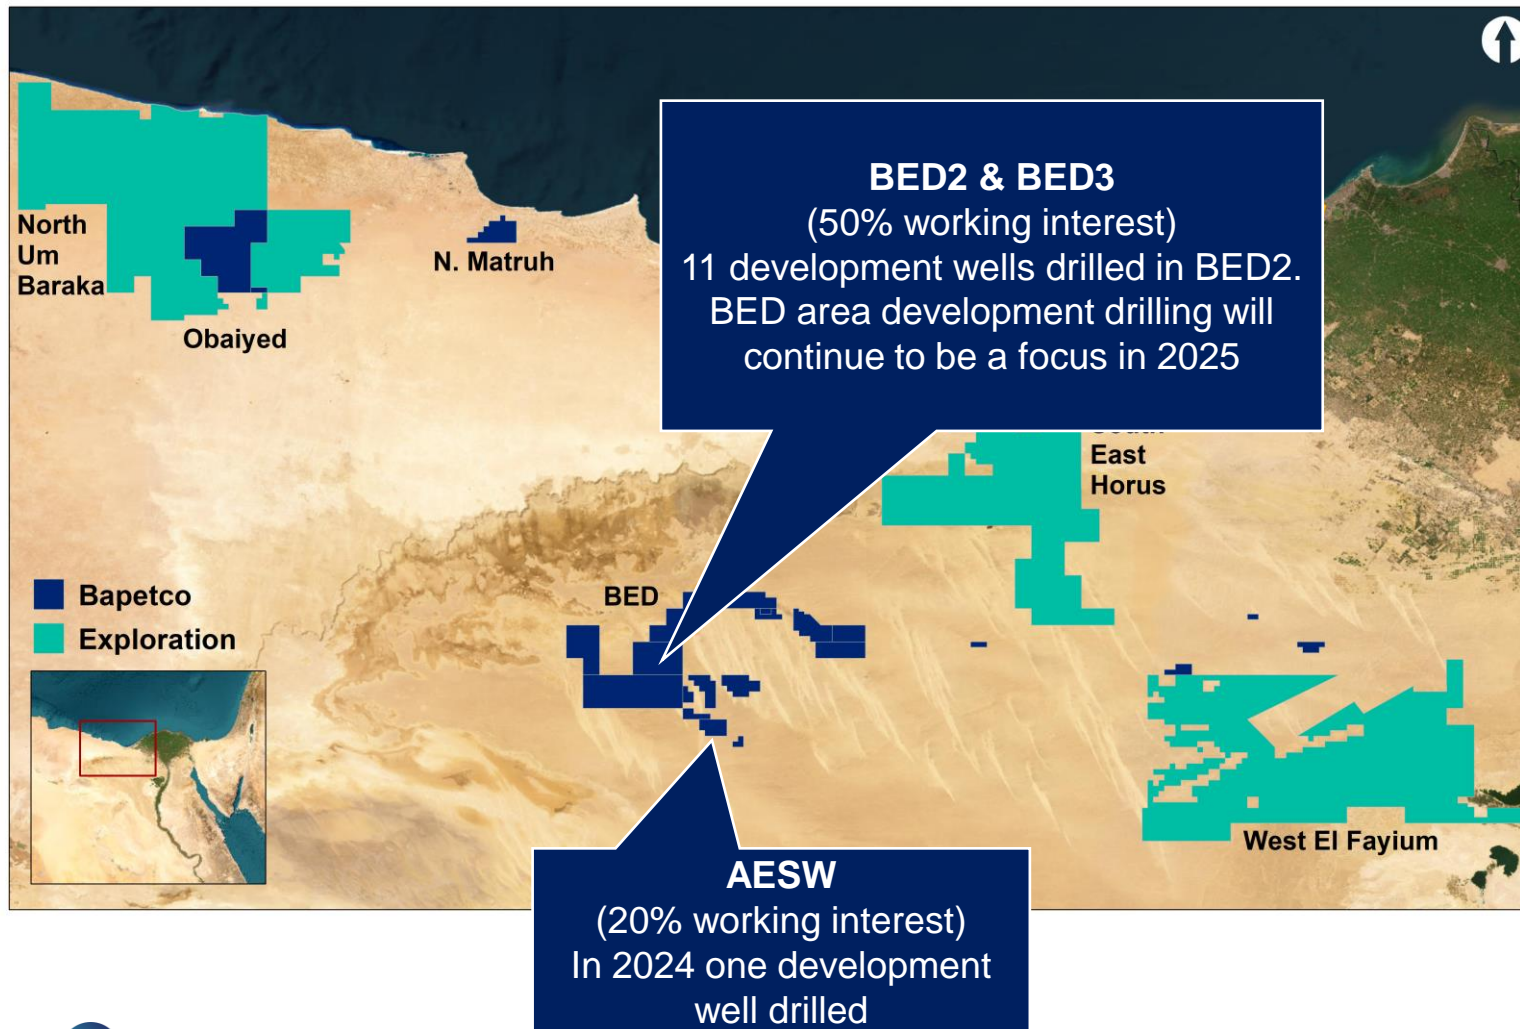 BED2 & BED3
(50% working interest)
11 development wells drilled in BED2.
BED area development drilling will
continue to be a focus in 2025
North
Um
Baraka
N. Matruh
Obaiyed
East
Horus
Bapetco
Exploration
BED
West El Fayium
AESW
(20% working interest)
In 2024 one development
well drilled